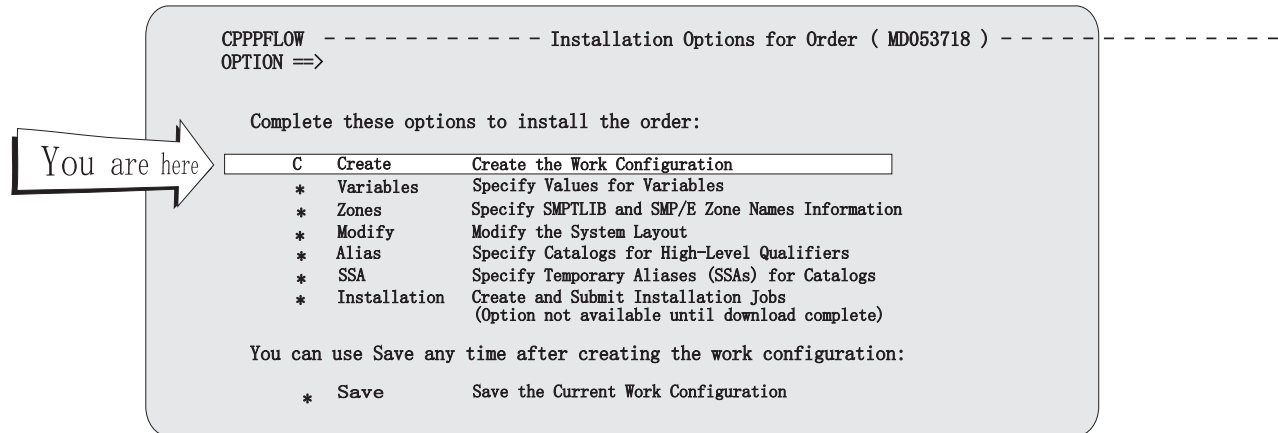 CPPPFLOW - - - - - - - - - - - - Installation Options for Order ( MD053718 ) - - - - - - - - - - - - - - - - -
OPTION ==>
Complete these options to install the order:
You are here
C Create Create the Work Configuration
* Variables Specify Values for Variables
* Zones Specify SMPTLIB and SMP/E Zone Names Information
* Modify Modify the System Layout
* Alias Specify Catalogs for High-Level Qualifiers
* SSA Specify Temporary Aliases (SSAs) for Catalogs
* Installation Create and Submit Installation Jobs
(Option not available until download complete)
You can use Save any time after creating the work configuration:
* Save Save the Current Work Configuration